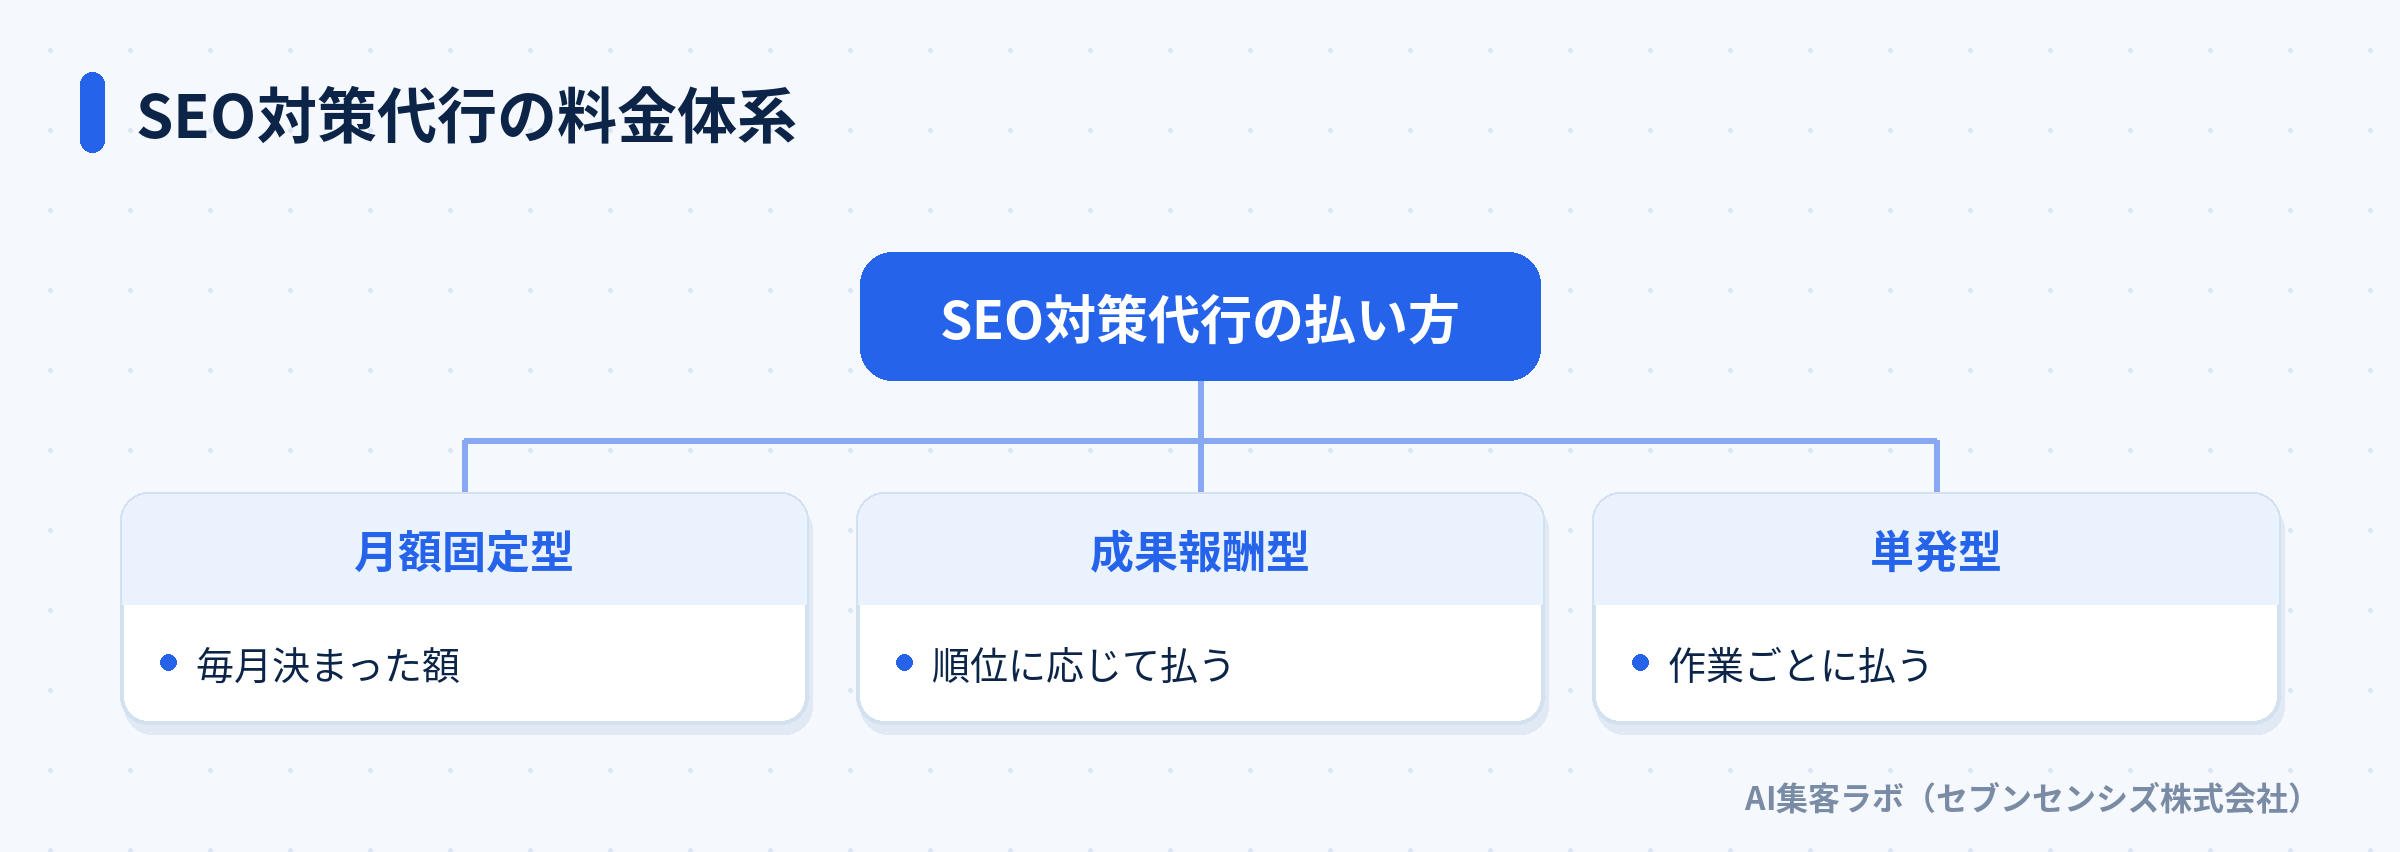 SEO対策代行の料金体系
SEO対策代行の払い方
月額固定型
毎月決まった額
成果報酬型
順位に応じて払う
単発型
作業ごとに払う
AI集客ラボ（セブンセンシズ株式会社）